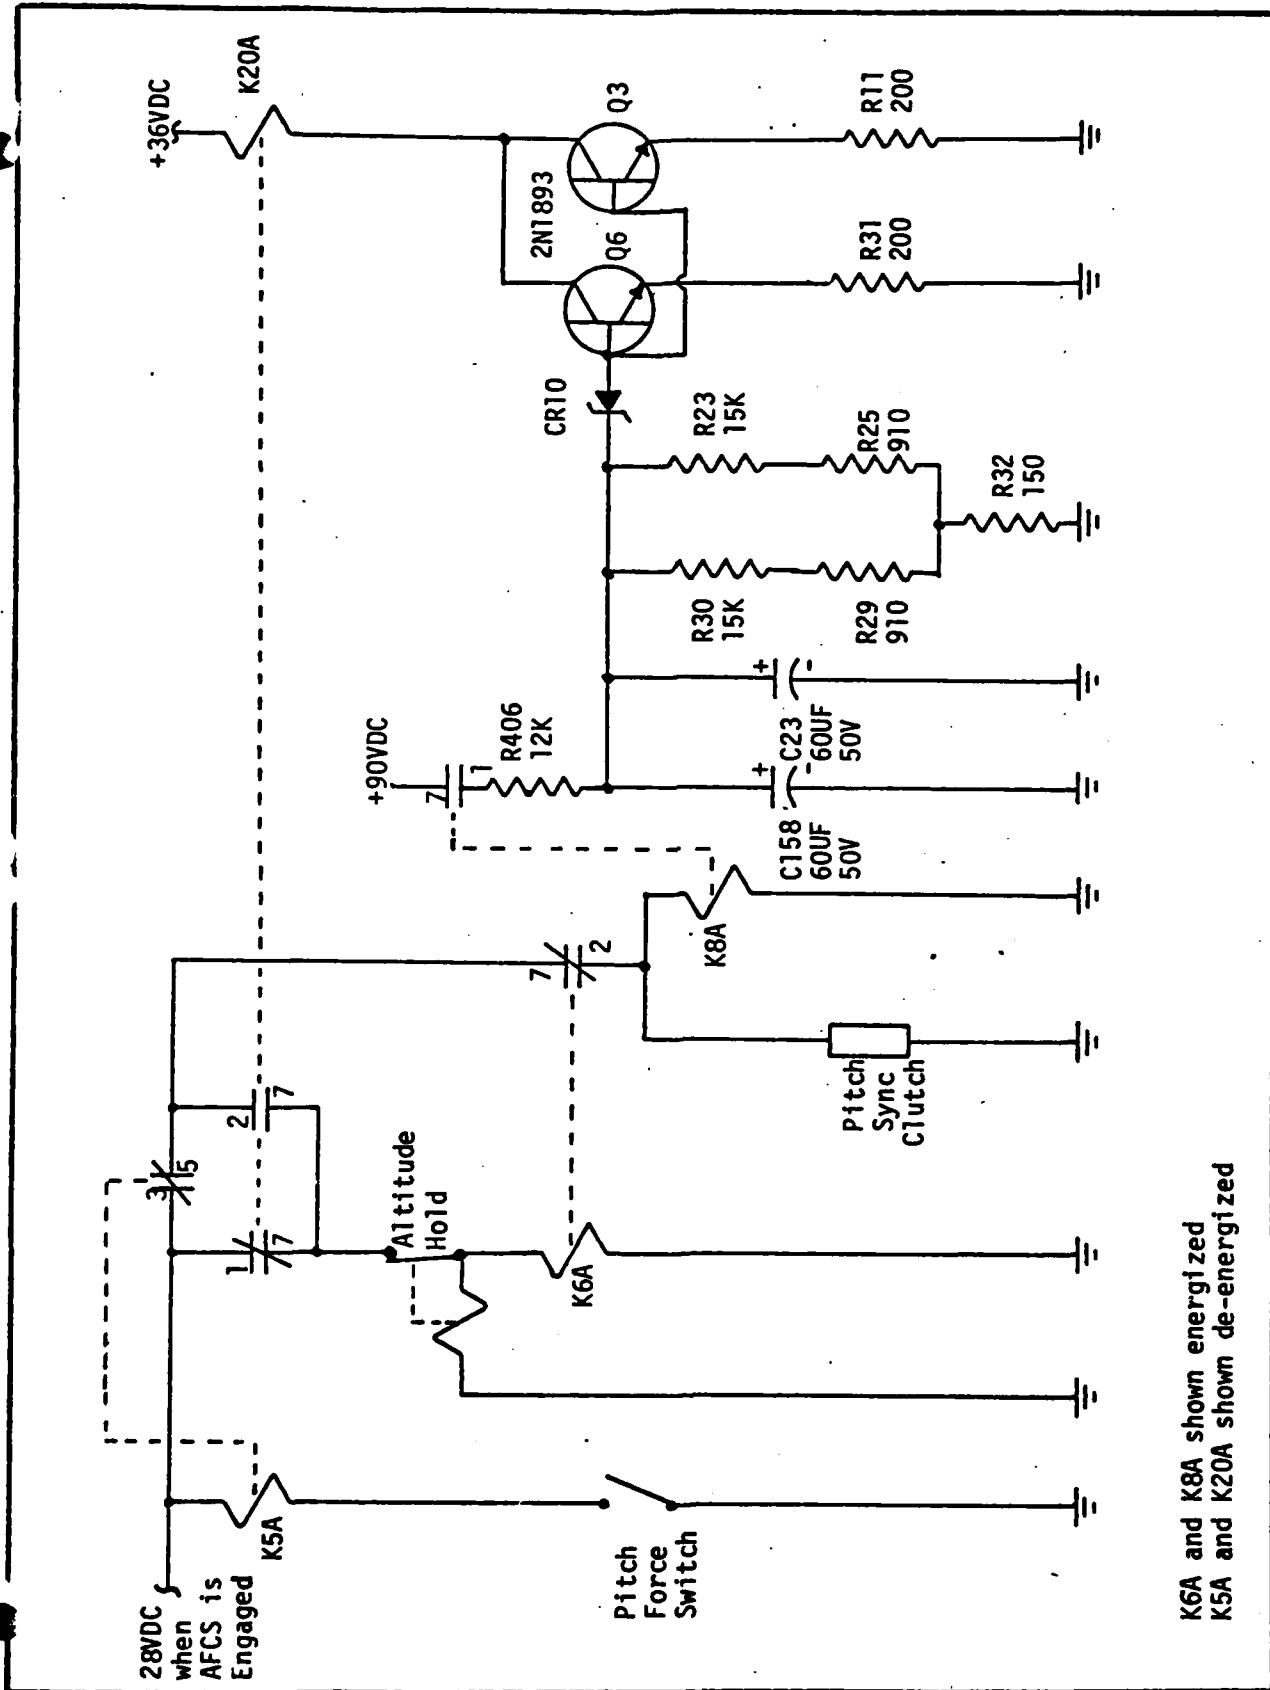 28VDC
when
AFCS is
Engaged
K5A
Pitch
Force
Switch
3
5
1
7
2
7
Altitude
Hold
K6A
7
2
K8A
Pitch
Sync
Clutch
+90VDC
7
1
R406
12K
C158
60UF
50V
+
-
C23
60UF
50V
+
-
R30
15K
R29
910
R23
15K
R25
910
R32
150
CR10
Q6
2N1893
Q3
+36VDC
K20A
R31
200
R11
200
K6A and K8A shown energized
K5A and K20A shown de-energized